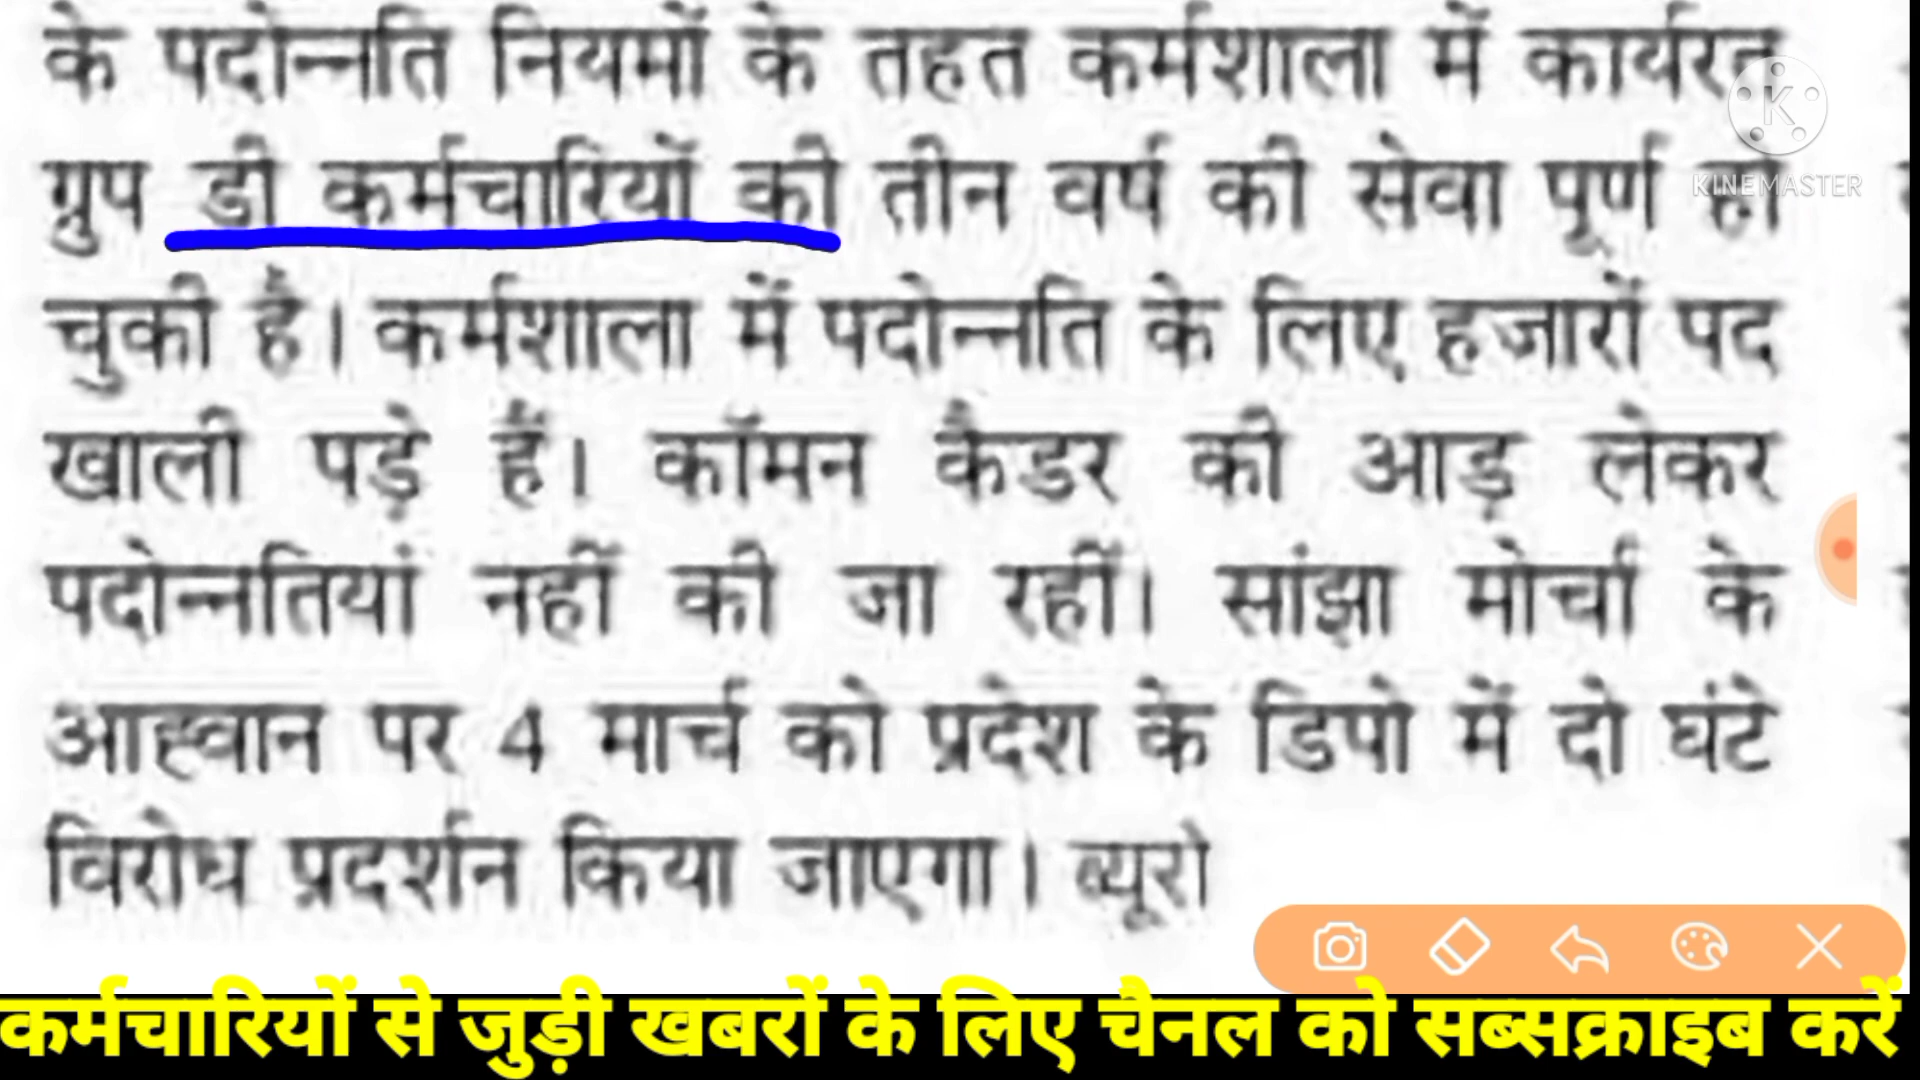 के पदोन्नति नियमों के तहत कर्मशाला में कार्यरत
ग्रुप डी कर्मचारियों की तीन वर्ष की सेवा पूर्ण हो
चुकी है। कर्मशाला में पदोन्नति के लिए हजारों पद
खाली पड़े हैं। कॉमन कैडर की आड़ लेकर
पदोन्नतियां नहीं की जा रहीं। सांझा मोर्चा के
आह्वान पर 4 मार्च को प्रदेश के डिपो में दो घंटे
विरोध प्रदर्शन किया जाएगा। ब्यूरो
K
KINEMASTER
कर्मचारियों से जुड़ी खबरों के लिए चैनल को सब्सक्राइब करें